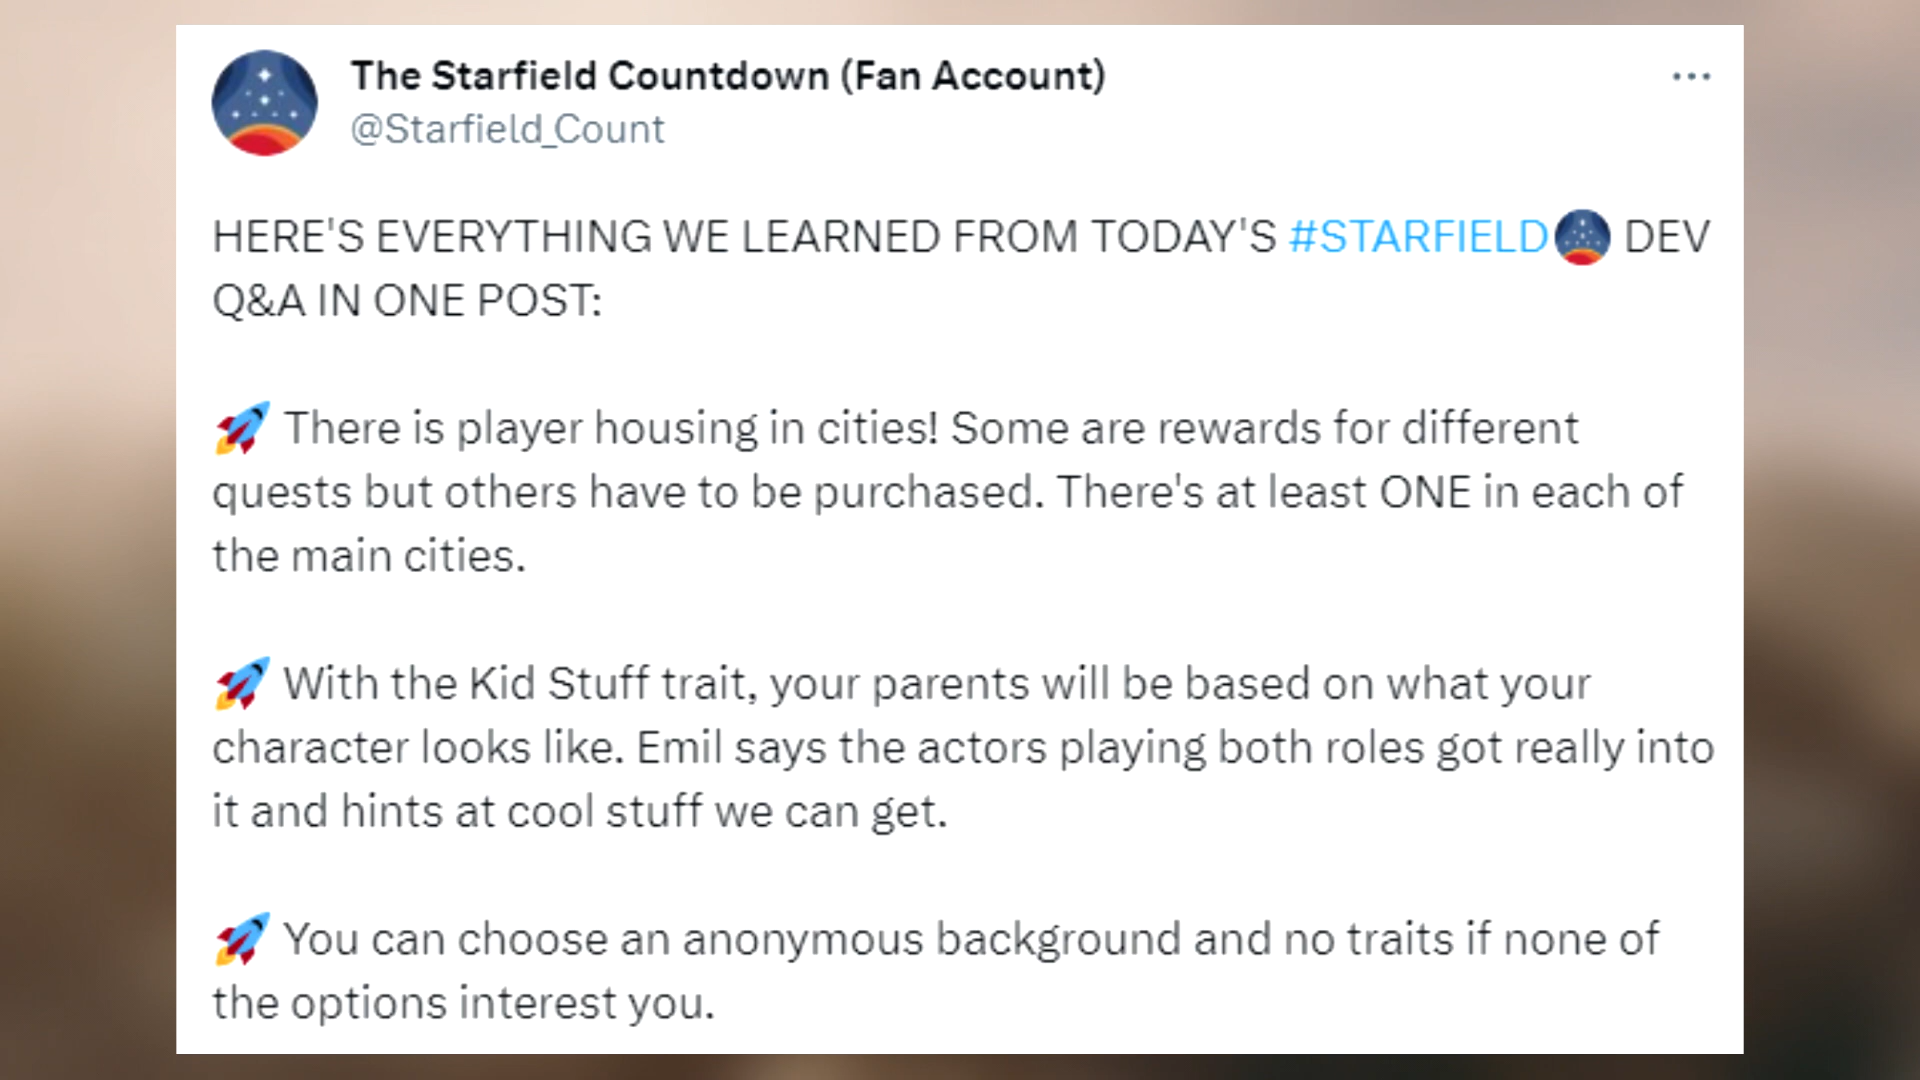 The Starfield Countdown (Fan Account)
@Starfield_Count
HERE'S EVERYTHING WE LEARNED FROM TODAY'S #STARFIELD DEV
Q&A IN ONE POST:
🚀 There is player housing in cities! Some are rewards for different
quests but others have to be purchased. There's at least ONE in each of
the main cities.
🚀 With the Kid Stuff trait, your parents will be based on what your
character looks like. Emil says the actors playing both roles got really into
it and hints at cool stuff we can get.
🚀 You can choose an anonymous background and no traits if none of
the options interest you.